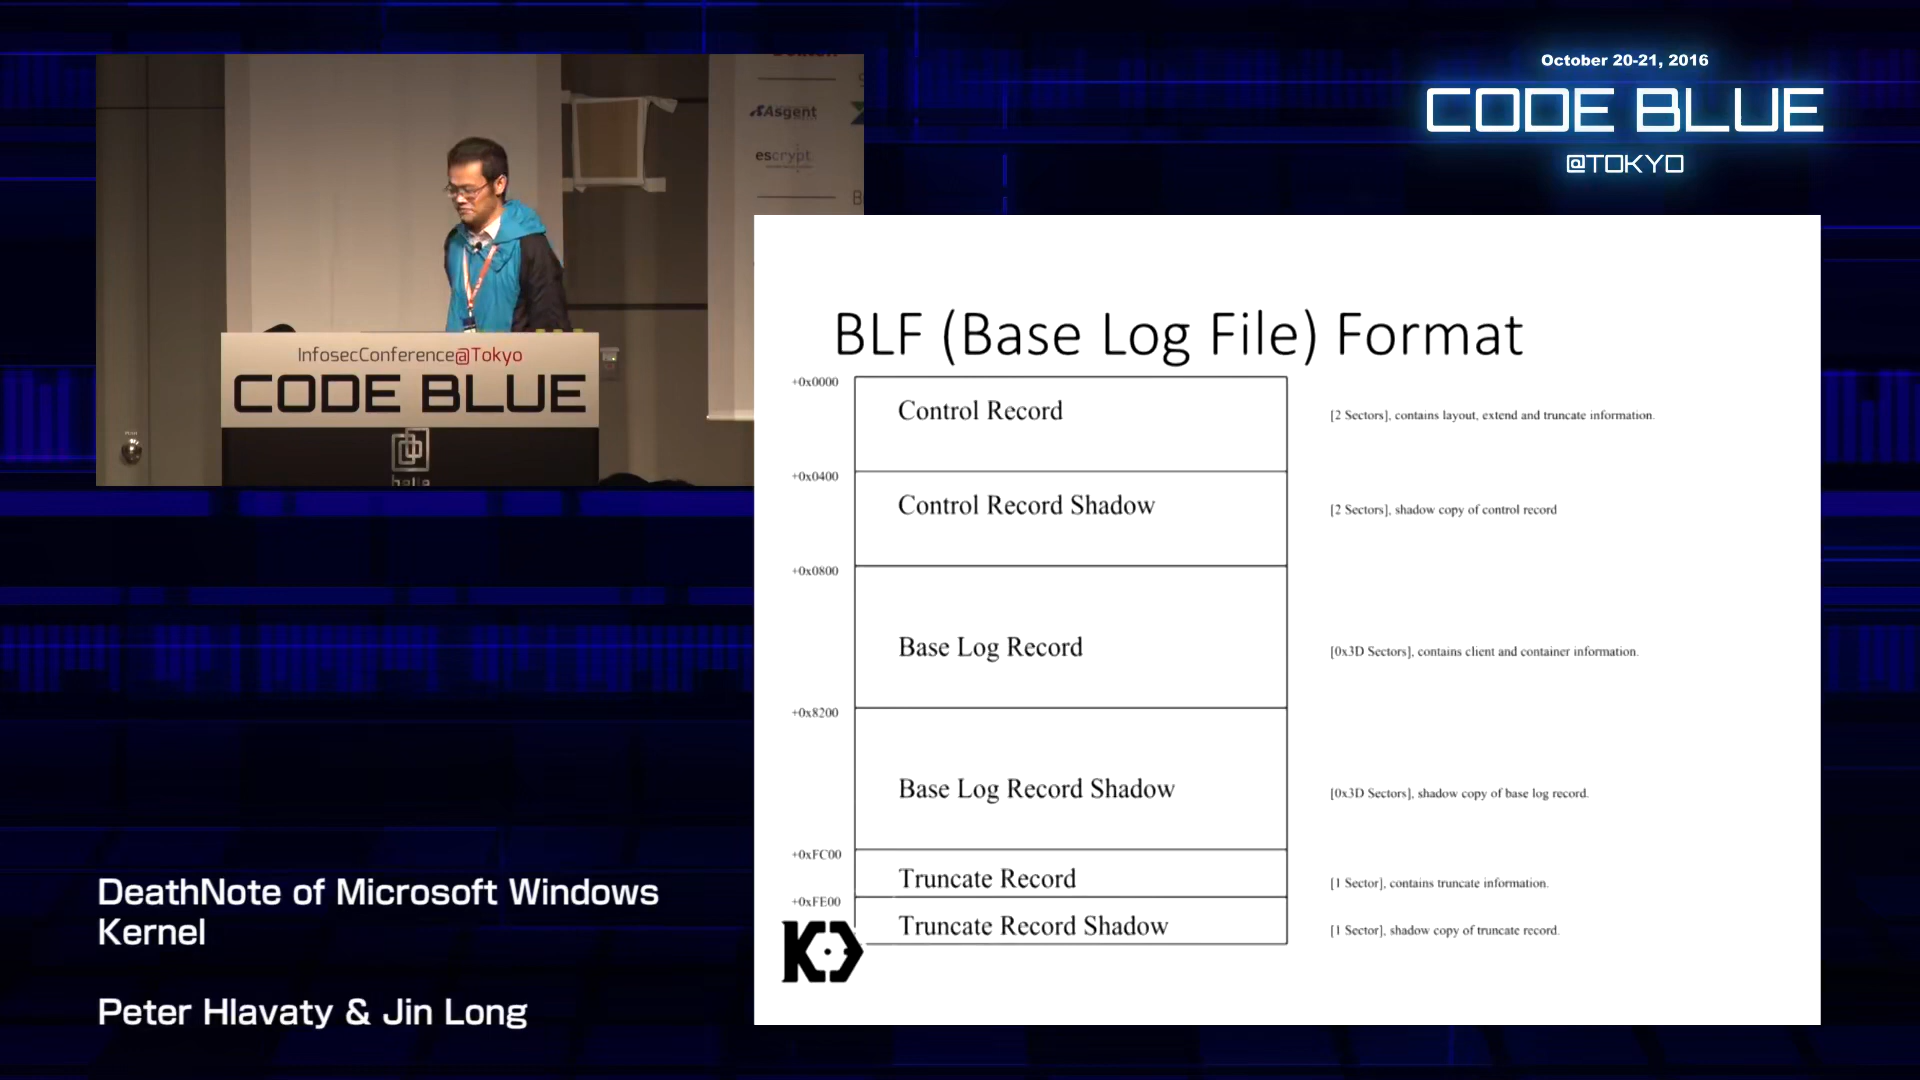 October 20-21, 2016
CODE BLUE
@TOKYO
Asgent
escrypt
InfosecConference@Tokyo
CODE BLUE
BLF (Base Log File) Format
+0x0000
Control Record
[2 Sectors], contains layout, extend and truncate information.
+0x0400
Control Record Shadow
[2 Sectors], shadow copy of control record
+0x0800
Base Log Record
[0x3D Sectors], contains client and container information.
+0x8200
Base Log Record Shadow
[0x3D Sectors], shadow copy of base log record.
+0xFC00
Truncate Record
[1 Sector], contains truncate information.
+0xFE00
Truncate Record Shadow
[1 Sector], shadow copy of truncate record.
DeathNote of Microsoft Windows
Kernel
Peter Hlavaty & Jin Long